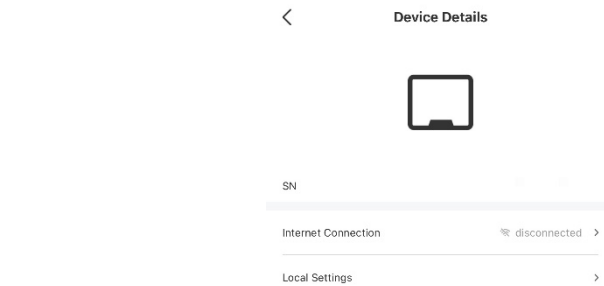 Device Details
SN
Internet Connection disconnected
Local Settings